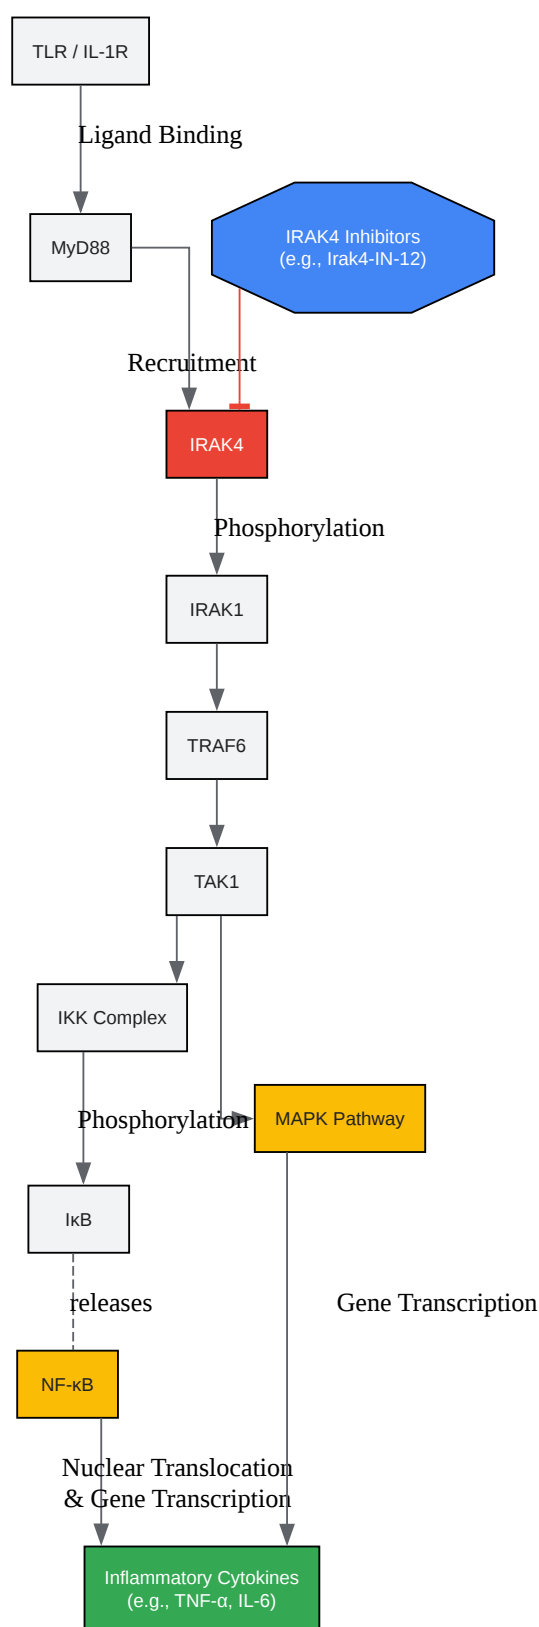 TLR / IL-1R
Ligand Binding
MyD88
IRAK4 Inhibitors
(e.g., Irak4-IN-12)
Recruitment
IRAK4
Phosphorylation
IRAK1
TRAF6
TAK1
IKK Complex
Phosphorylation
MAPK Pathway
IκB
releases
Gene Transcription
NF-κB
Nuclear Translocation
& Gene Transcription
Inflammatory Cytokines
(e.g., TNF-α, IL-6)